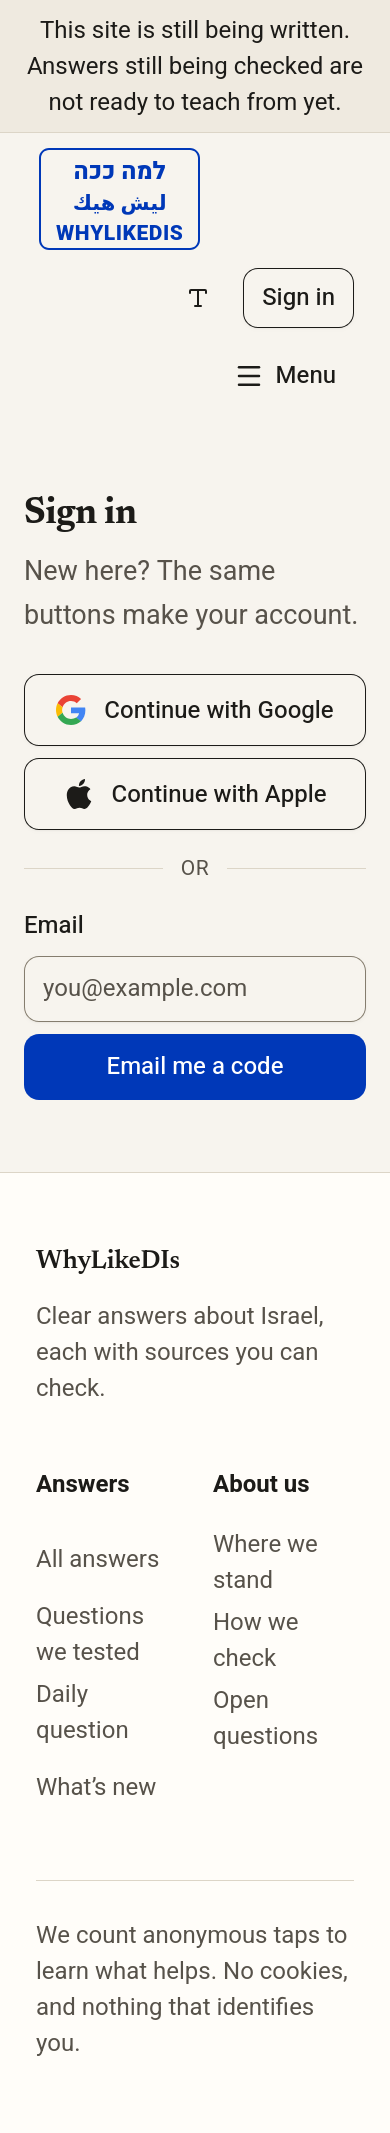 This site is still being written.
Answers still being checked are
not ready to teach from yet.
למה ככה
ليش هيك
WHYLIKEDIS
Sign in
Menu
Sign in
New here? The same
buttons make your account.
Continue with Google
Continue with Apple
OR
Email
you@example.com
Email me a code
WhyLikeDIs
Clear answers about Israel,
each with sources you can
check.
Answers
All answers
Questions
we tested
Daily
question
What’s new
About us
Where we
stand
How we
check
Open
questions
We count anonymous taps to
learn what helps. No cookies,
and nothing that identifies
you.